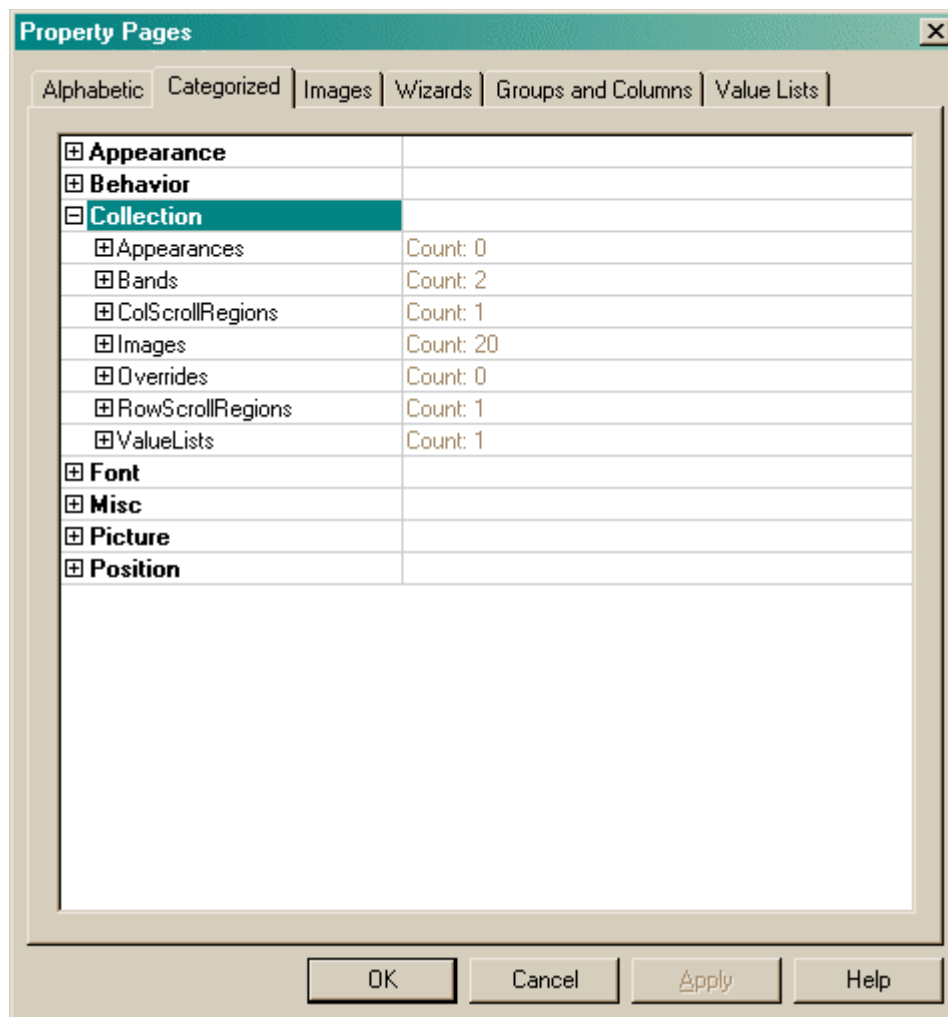 Property Pages
Alphabetic Categorized Images Wizards Groups and Columns Value Lists
Appearance
Behavior
Collection
Appearances Count: 0
Bands Count: 2
ColScrollRegions Count: 1
Images Count: 20
Overrides Count: 0
RowScrollRegions Count: 1
ValueLists Count: 1
Font
Misc
Picture
Position
OK Cancel Apply Help